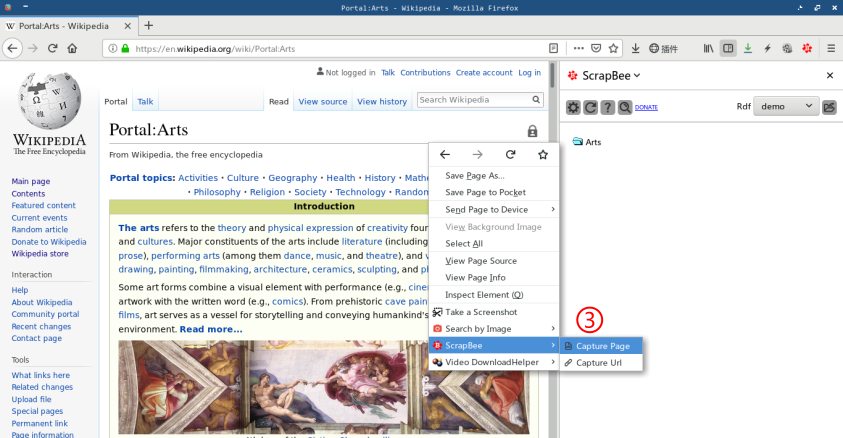 Portal:Arts - Wikipedia - Mozilla Firefox
W Portal:Arts - Wikipedia
https://en.wikipedia.org/wiki/Portal:Arts
插件
Not logged in Talk Contributions Create account Log in
Portal Talk Read View source View history Search Wikipedia
WIKIPEDIA
The Free Encyclopedia
Main page
Contents
Featured content
Current events
Random article
Donate to Wikipedia
Wikipedia store
Interaction
Help
About Wikipedia
Community portal
Recent changes
Contact page
Tools
What links here
Related changes
Upload file
Special pages
Permanent link
Page information
Portal:Arts
From Wikipedia, the free encyclopedia
Portal topics: Activities · Culture · Geography · Health · History · Mathe
· Philosophy · Religion · Society · Technology · Random
Introduction
The arts refers to the theory and physical expression of creativity foun
and cultures. Major constituents of the arts include literature (including
prose), performing arts (among them dance, music, and theatre), and v
drawing, painting, filmmaking, architecture, ceramics, sculpting, and ph
Some art forms combine a visual element with performance (e.g., cine
artwork with the written word (e.g., comics). From prehistoric cave pain
films, art serves as a vessel for storytelling and conveying humankind's
environment. Read more...
Save Page As...
Save Page to Pocket
Send Page to Device
View Background Image
Select All
View Page Source
View Page Info
Inspect Element (Q)
Take a Screenshot
Search by Image
ScrapBee
Video DownloadHelper
3
Capture Page
Capture Url
ScrapBee
DONATE
Rdf demo
Arts